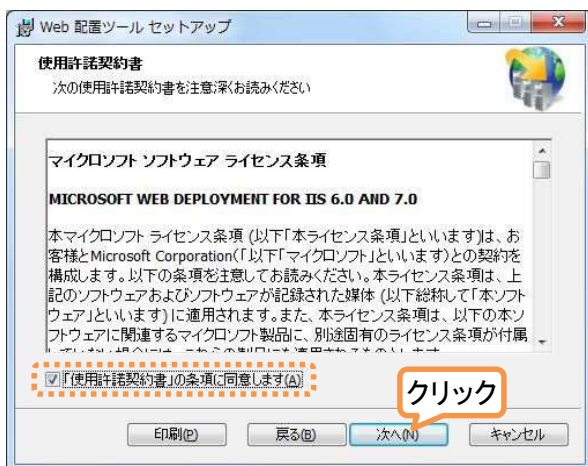 Web 配置ツール セットアップ
使用許諾契約書
次の使用許諾契約書を注意深くお読みください
マイクロソフト ソフトウェア ライセンス条項
MICROSOFT WEB DEPLOYMENT FOR IIS 6.0 AND 7.0
本マイクロソフト ライセンス条項 (以下「本ライセンス条項」といいます)は、お
客様とMicrosoft Corporation(「以下「マイクロソフト」といいます)との契約を
構成します。以下の条項を注意してお読みください。本ライセンス条項は、上
記のソフトウェアおよびソフトウェアが記録された媒体 (以下総称して「本ソフト
ウェア」といいます) に適用されます。また、本ライセンス条項は、以下の本ソ
フトウェアに関連するマイクロソフト製品に、別途固有のライセンス条項が付属
「使用許諾契約書」の条項に同意します(A)
クリック
印刷(P) 戻る(B) 次へ(N) キャンセル